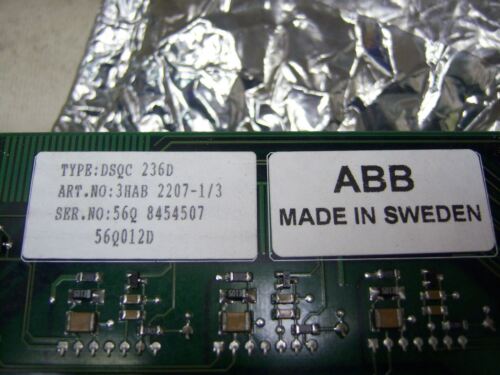 TYPE:DSQC 236D
ART.NO:3HAB 2207-1/3
SER.NO:56Q 8454507
56Q012D
ABB
MADE IN SWEDEN